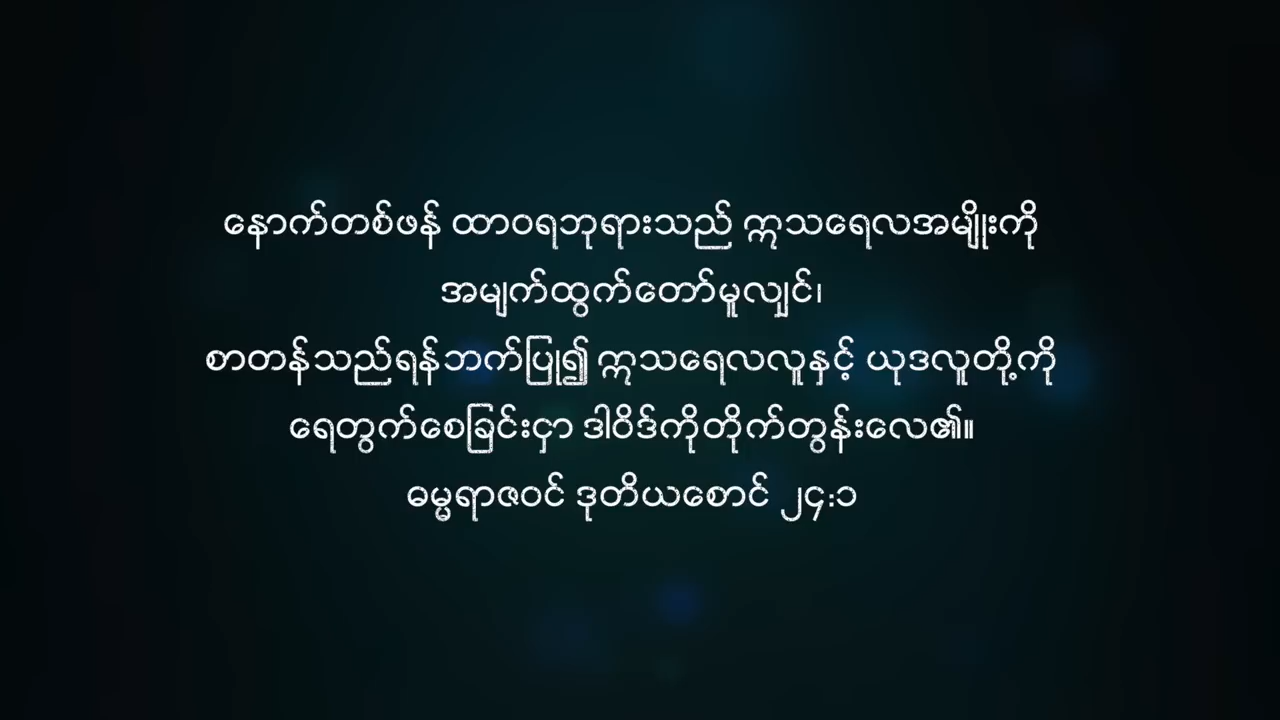 နောက်တစ်ဖန် ထာဝရဘုရားသည် ဣသရေလအမျိုးကို
အမျက်ထွက်တော်မူလျှင်၊
စာတန်သည်ရန်ဘက်ပြု၍ ဣသရေလလူနှင့် ယုဒလူတို့ကို
ရေတွက်စေခြင်းငှာ ဒါဝိဒ်ကိုတိုက်တွန်းလေ၏။
ဓမ္မရာဇဝင် ဒုတိယစောင် ၂၄:၁